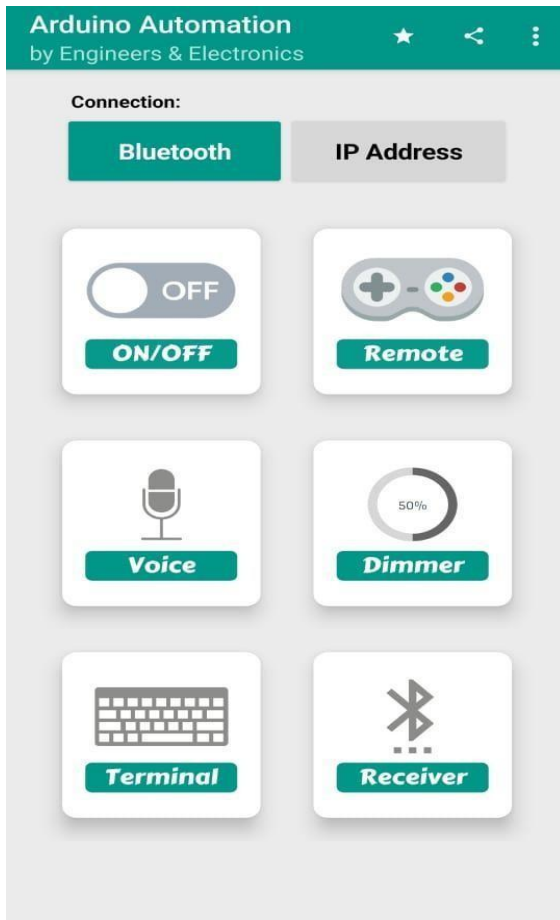 Arduino Automation
by Engineers & Electronics
Connection:
Bluetooth IP Address
OFF
ON/OFF Remote
50%
Voice Dimmer
Terminal Receiver